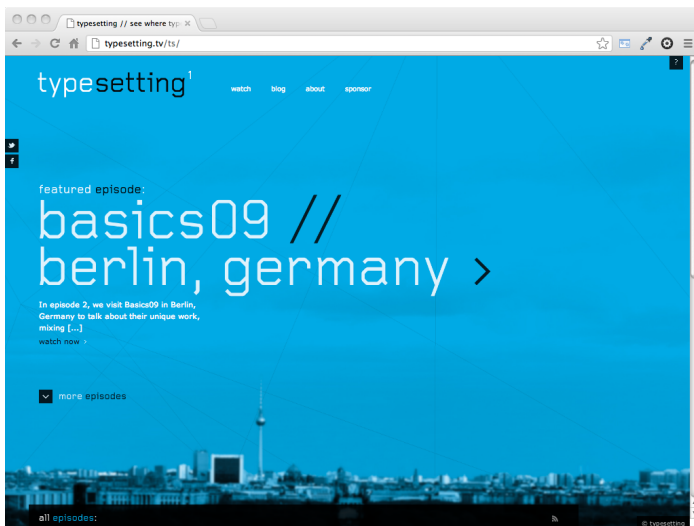 typesetting // see where typ
typesetting.tv/ts/
?
typesetting¹
watch blog about sponsor
featured episode:
basics09 //
berlin, germany >
In episode 2, we visit Basics09 in Berlin,
Germany to talk about their unique work,
mixing [...]
watch now >
more episodes
all episodes:
© typesetting